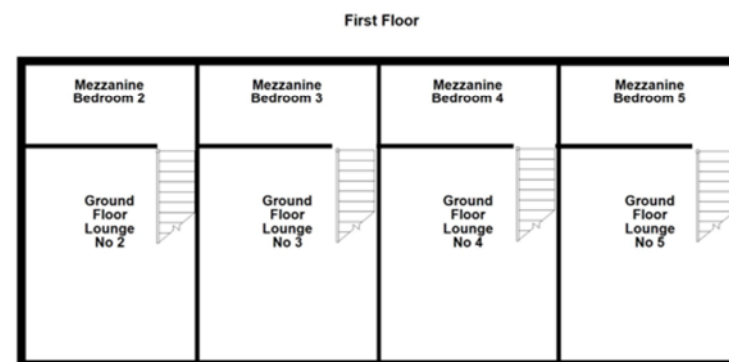 First Floor
Mezzanine
Bedroom 2
Mezzanine
Bedroom 3
Mezzanine
Bedroom 4
Mezzanine
Bedroom 5
Ground
Floor
Lounge
No 2
Ground
Floor
Lounge
No 3
Ground
Floor
Lounge
No 4
Ground
Floor
Lounge
No 5